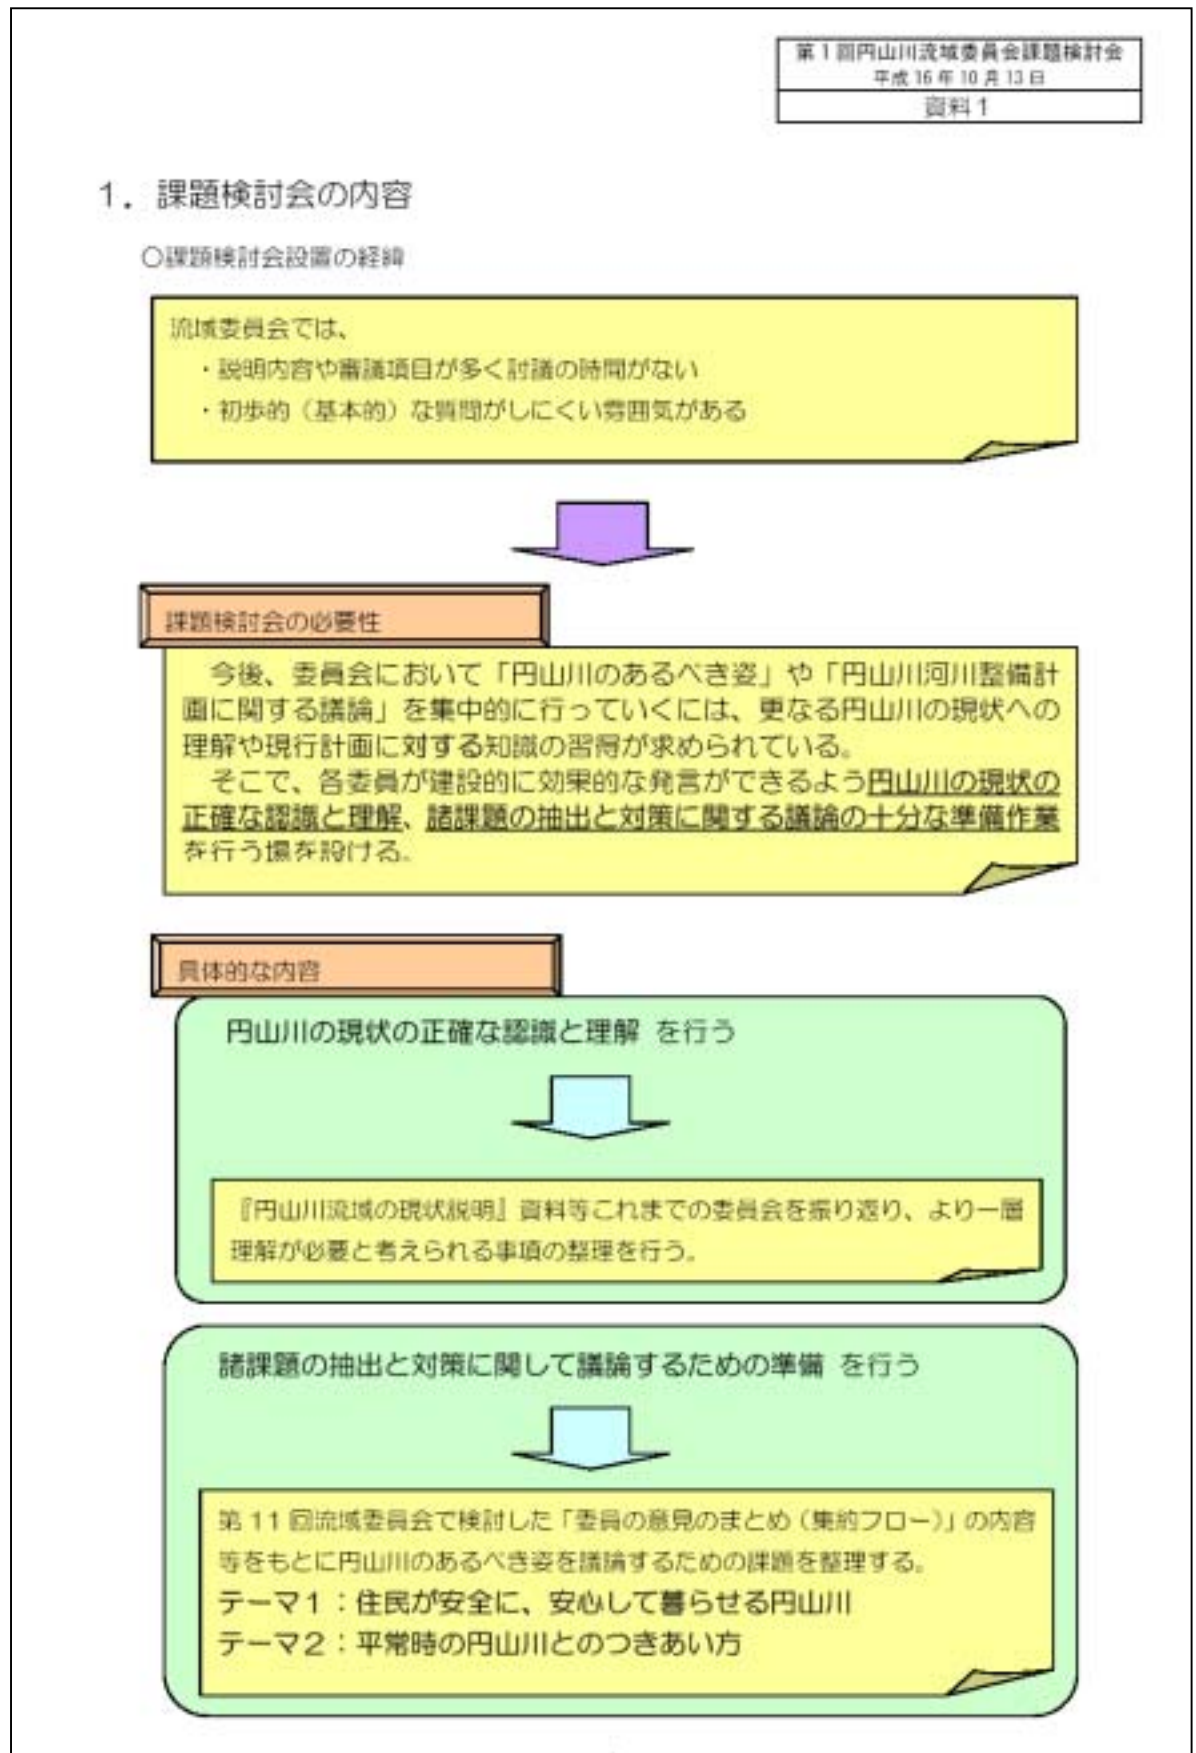 第1回円山川流域委員会課題検討会
平成16年10月13日
資料1
1．課題検討会の内容
○課題検討会設置の経緯
流域委員会では、
・説明内容や審議項目が多く討議の時間がない
・初歩的（基本的）な質問がしにくい雰囲気がある
課題検討会の必要性
今後、委員会において「円山川のあるべき姿」や「円山川河川整備計
画に関する議論」を集中的に行っていくには、更なる円山川の現状への
理解や現行計画に対する知識の習得が求められている。
そこで、各委員が建設的に効果的な発言ができるよう円山川の現状の
正確な認識と理解、諸課題の抽出と対策に関する議論の十分な準備作業
を行う場を設ける。
具体的な内容
円山川の現状の正確な認識と理解 を行う
『円山川流域の現状説明』資料等これまでの委員会を振り返り、より一層
理解が必要と考えられる事項の整理を行う。
諸課題の抽出と対策に関して議論するための準備 を行う
第11回流域委員会で検討した「委員の意見のまとめ（集約フロー）」の内容
等をもとに円山川のあるべき姿を議論するための課題を整理する。
テーマ1：住民が安全に、安心して暮らせる円山川
テーマ2：平常時の円山川とのつきあい方